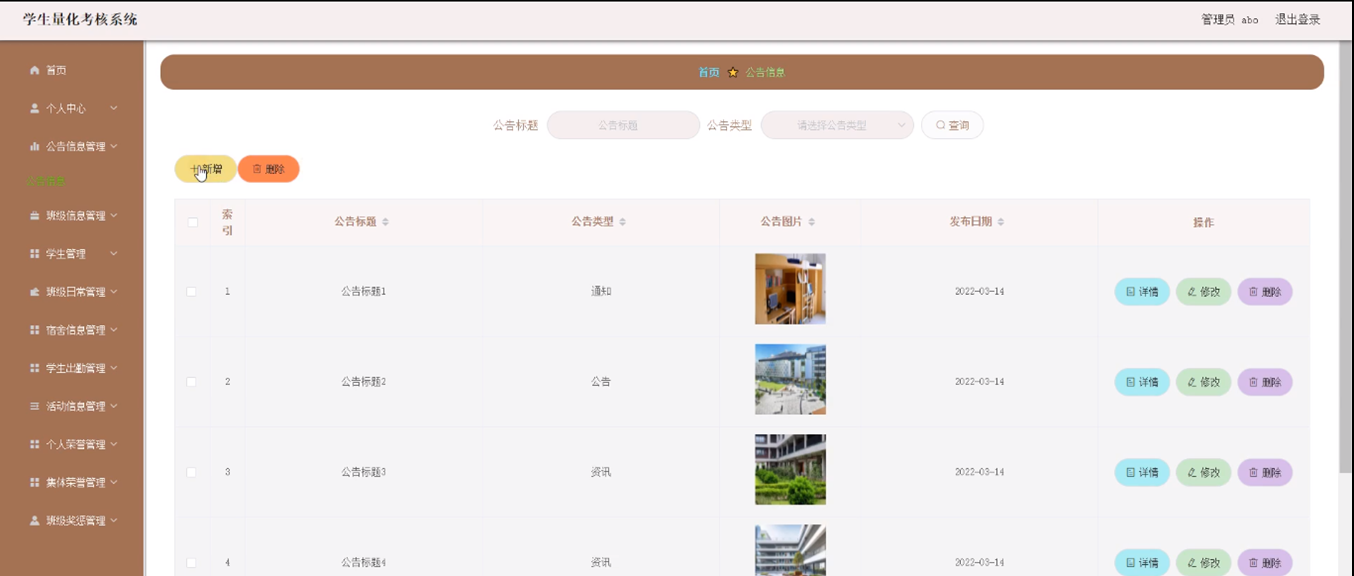 学生量化考核系统
管理员 abo 退出登录
首页
个人中心
公告信息管理
公告信息
班级信息管理
学生管理
班级日常管理
宿舍信息管理
学生出勤管理
活动信息管理
个人荣誉管理
集体荣誉管理
班级奖惩管理
首页 公告信息
公告标题 公告标题 公告类型 请选择公告类型 查询
新增 删除
索引 公告标题 公告类型 公告图片 发布日期 操作
1 公告标题1 通知 2022-03-14 详情 修改 删除
2 公告标题2 公告 2022-03-14 详情 修改 删除
3 公告标题3 资讯 2022-03-14 详情 修改 删除
4 公告标题4 资讯 2022-03-14 详情 修改 删除